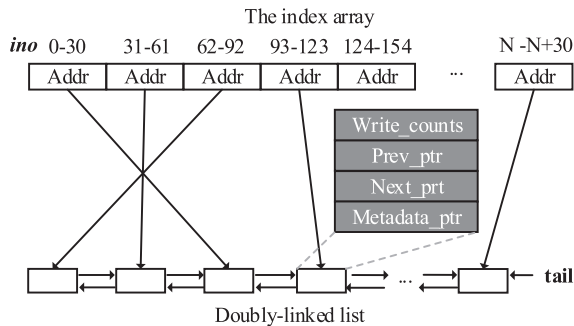 The index array
ino 0-30 31-61 62-92 93-123 124-154 N -N+30
Addr Addr Addr Addr Addr ... Addr
Write_counts
Prev_ptr
Next_prt
Metadata_ptr
... tail
Doubly-linked list